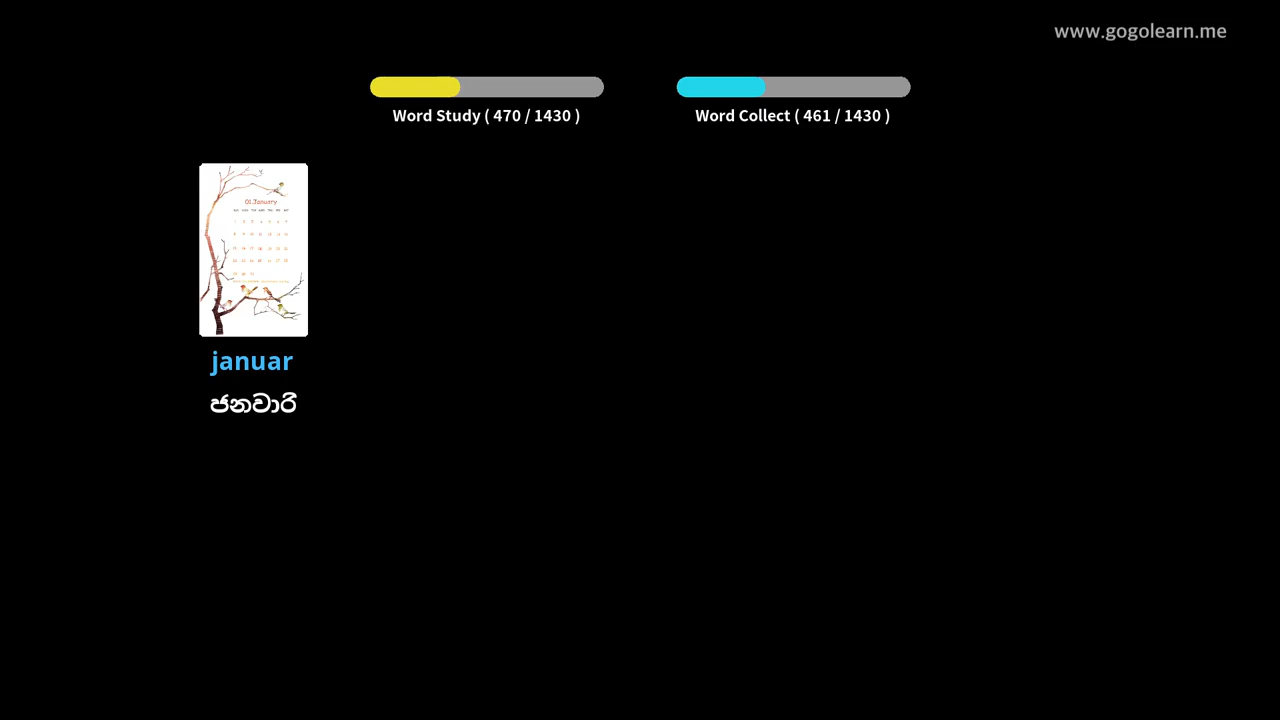 www.gogolearn.me
Word Study ( 470 / 1430 )
Word Collect ( 461 / 1430 )
01 January
januar
ජනවාරි